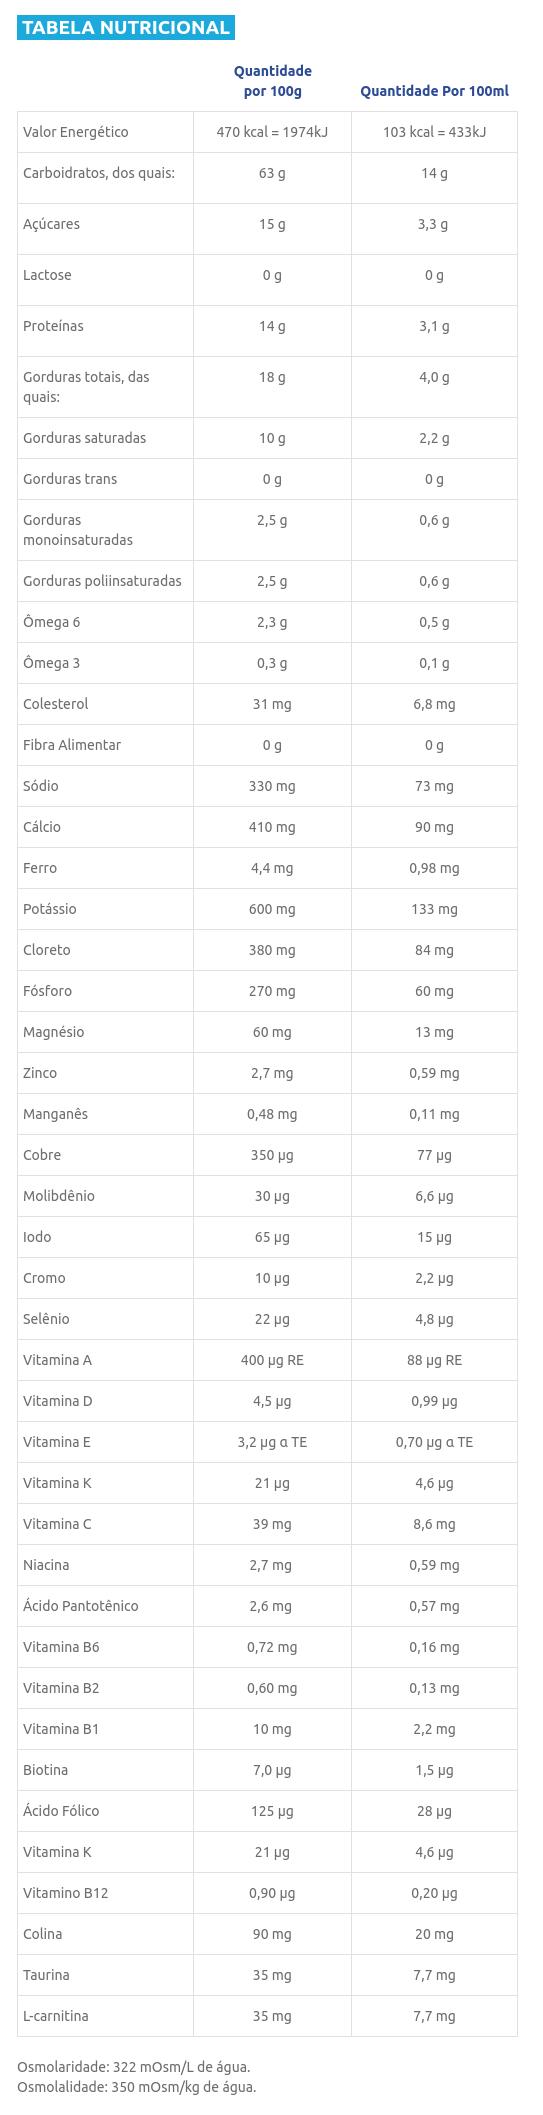 TABELA NUTRICIONAL
Quantidade
por 100g Quantidade Por 100ml
Valor Energético 470 kcal = 1974kJ 103 kcal = 433kJ
Carboidratos, dos quais: 63 g 14 g
Açúcares 15 g 3,3 g
Lactose 0 g 0 g
Proteínas 14 g 3,1 g
Gorduras totais, das 18 g 4,0 g
quais:
Gorduras saturadas 10 g 2,2 g
Gorduras trans 0 g 0 g
Gorduras 2,5 g 0,6 g
monoinsaturadas
Gorduras poliinsaturadas 2,5 g 0,6 g
Ômega 6 2,3 g 0,5 g
Ômega 3 0,3 g 0,1 g
Colesterol 31 mg 6,8 mg
Fibra Alimentar 0 g 0 g
Sódio 330 mg 73 mg
Cálcio 410 mg 90 mg
Ferro 4,4 mg 0,98 mg
Potássio 600 mg 133 mg
Cloreto 380 mg 84 mg
Fósforo 270 mg 60 mg
Magnésio 60 mg 13 mg
Zinco 2,7 mg 0,59 mg
Manganês 0,48 mg 0,11 mg
Cobre 350 µg 77 µg
Molibdênio 30 µg 6,6 µg
Iodo 65 µg 15 µg
Cromo 10 µg 2,2 µg
Selênio 22 µg 4,8 µg
Vitamina A 400 µg RE 88 µg RE
Vitamina D 4,5 µg 0,99 µg
Vitamina E 3,2 µg α TE 0,70 µg α TE
Vitamina K 21 µg 4,6 µg
Vitamina C 39 mg 8,6 mg
Niacina 2,7 mg 0,59 mg
Ácido Pantotênico 2,6 mg 0,57 mg
Vitamina B6 0,72 mg 0,16 mg
Vitamina B2 0,60 mg 0,13 mg
Vitamina B1 10 mg 2,2 mg
Biotina 7,0 µg 1,5 µg
Ácido Fólico 125 µg 28 µg
Vitamina K 21 µg 4,6 µg
Vitamino B12 0,90 µg 0,20 µg
Colina 90 mg 20 mg
Taurina 35 mg 7,7 mg
L-carnitina 35 mg 7,7 mg
Osmolaridade: 322 mOsm/L de água.
Osmolalidade: 350 mOsm/kg de água.